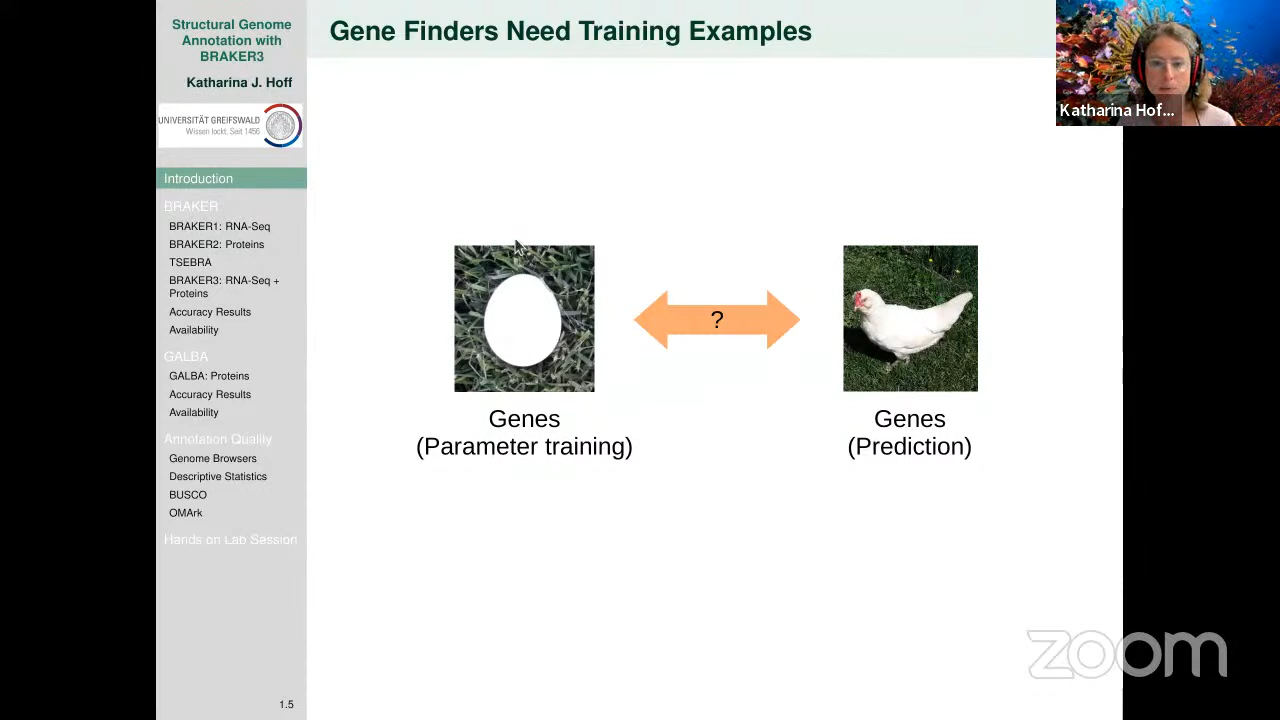 Structural Genome
Annotation with
BRAKER3
Katharina J. Hoff
UNIVERSITÄT GREIFSWALD
Wissen lockt. Seit 1456
Introduction
BRAKER
BRAKER1: RNA-Seq
BRAKER2: Proteins
TSEBRA
BRAKER3: RNA-Seq +
Proteins
Accuracy Results
Availability
GALBA
GALBA: Proteins
Accuracy Results
Availability
Annotation Quality
Genome Browsers
Descriptive Statistics
BUSCO
OMArk
Hands on Lab Session
1.5
Gene Finders Need Training Examples
?
Genes
(Parameter training)
Genes
(Prediction)
Katharina Hof...
zoom